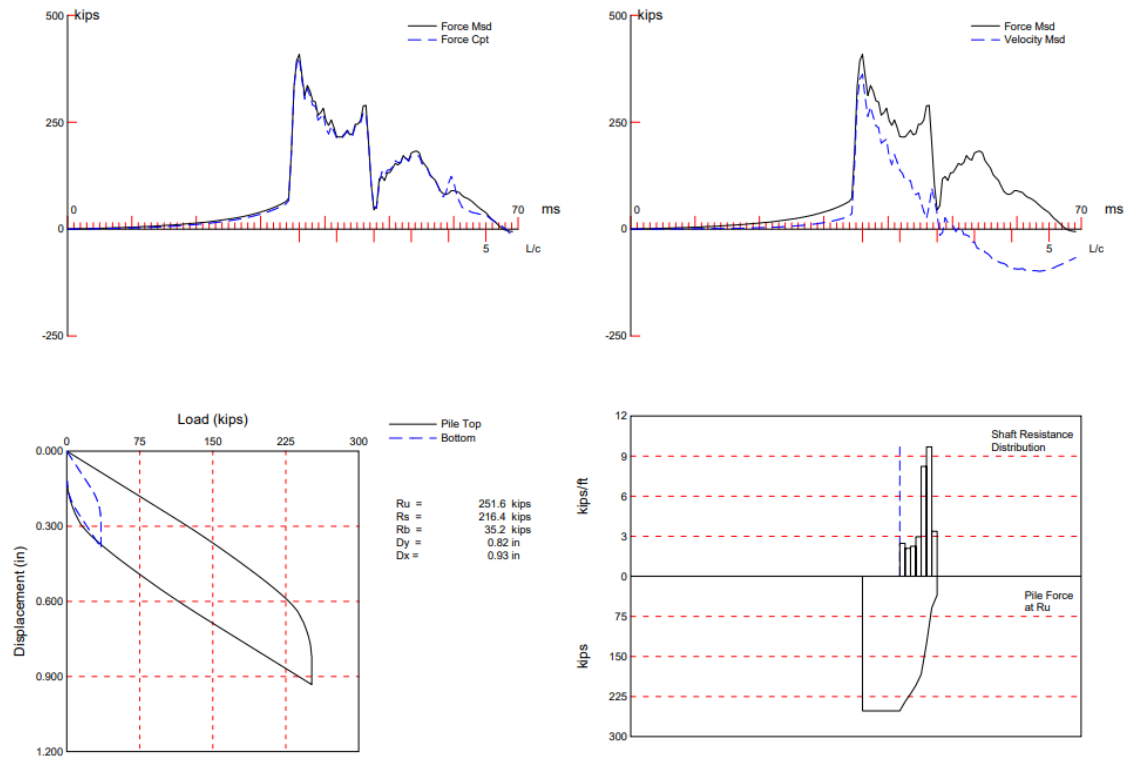 500
kips
Force Msd
Force Cpt
250
0
70
ms
0
5
L/c
-250
500
kips
Force Msd
Velocity Msd
250
0
70
ms
0
5
L/c
-250
Load (kips)
0 75 150 225 300
Pile Top
Bottom
0.000
0.300
0.600
0.900
1.200
Displacement (in)
Ru = 251.6 kips
Rs = 216.4 kips
Rb = 35.2 kips
Dy = 0.82 in
Dx = 0.93 in
12
Shaft Resistance
Distribution
9
6
3
0
kips/ft
Pile Force
at Ru
75
150
225
300
kips